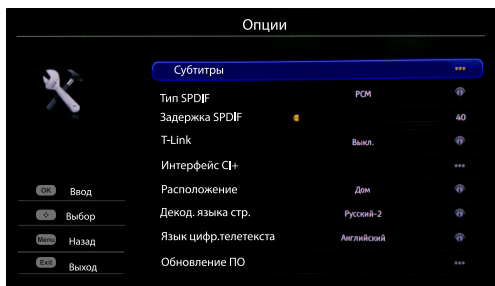 Опции
Субтитры
Тип SPDIF PCM
Задержка SPDIF 40
T-Link Выкл.
Интерфейс CI+
Расположение Дом
Декод. языка стр. Русский-2
Язык цифр.телетекста Английский
Обновление ПО
OK Ввод
Выбор
Menu Назад
Exit Выход